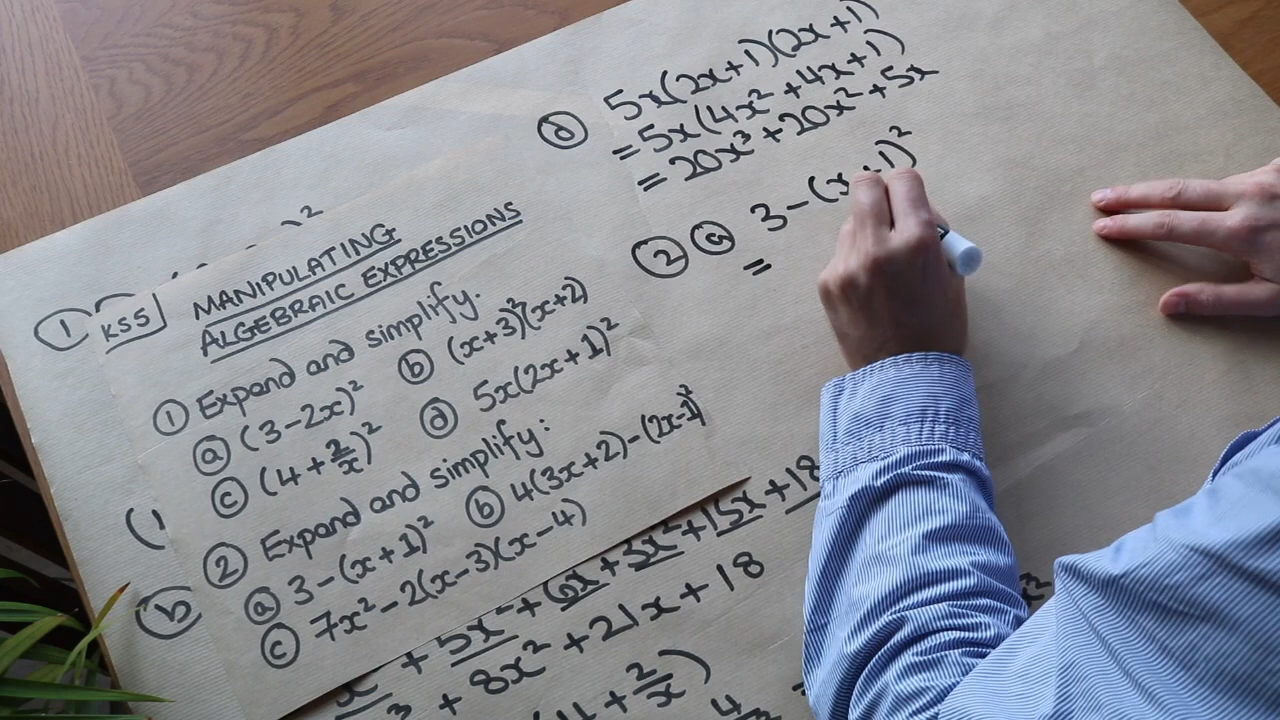 KS5 MANIPULATING
ALGEBRAIC EXPRESSIONS
① Expand and simplify:
ⓐ (3-2x)² ⓑ (x+3)²(x+2)
ⓒ (4+2/x)² ⓓ 5x(2x+1)²
② Expand and simplify:
ⓐ 3-(x+1)² ⓑ 4(3x+2)-(2x-1)²
ⓒ 7x²-2(x-3)(x-4)
①
ⓑ
+5x²+6x+3x²+15x+18
+8x²+21x+18
ⓓ 5x(2x+1)(2x+1)
=5x(4x²+4x+1)
=20x³+20x²+5x
② ⓐ 3-(x+1)²
=